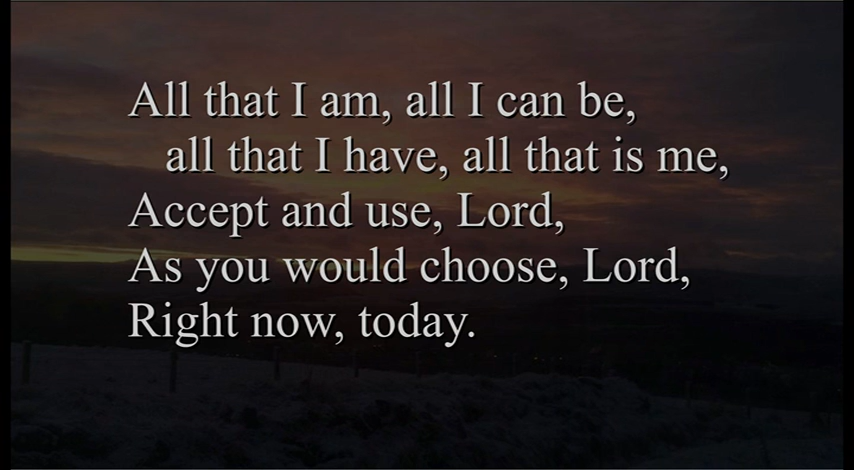 All that I am, all I can be,
all that I have, all that is me,
Accept and use, Lord,
As you would choose, Lord,
Right now, today.